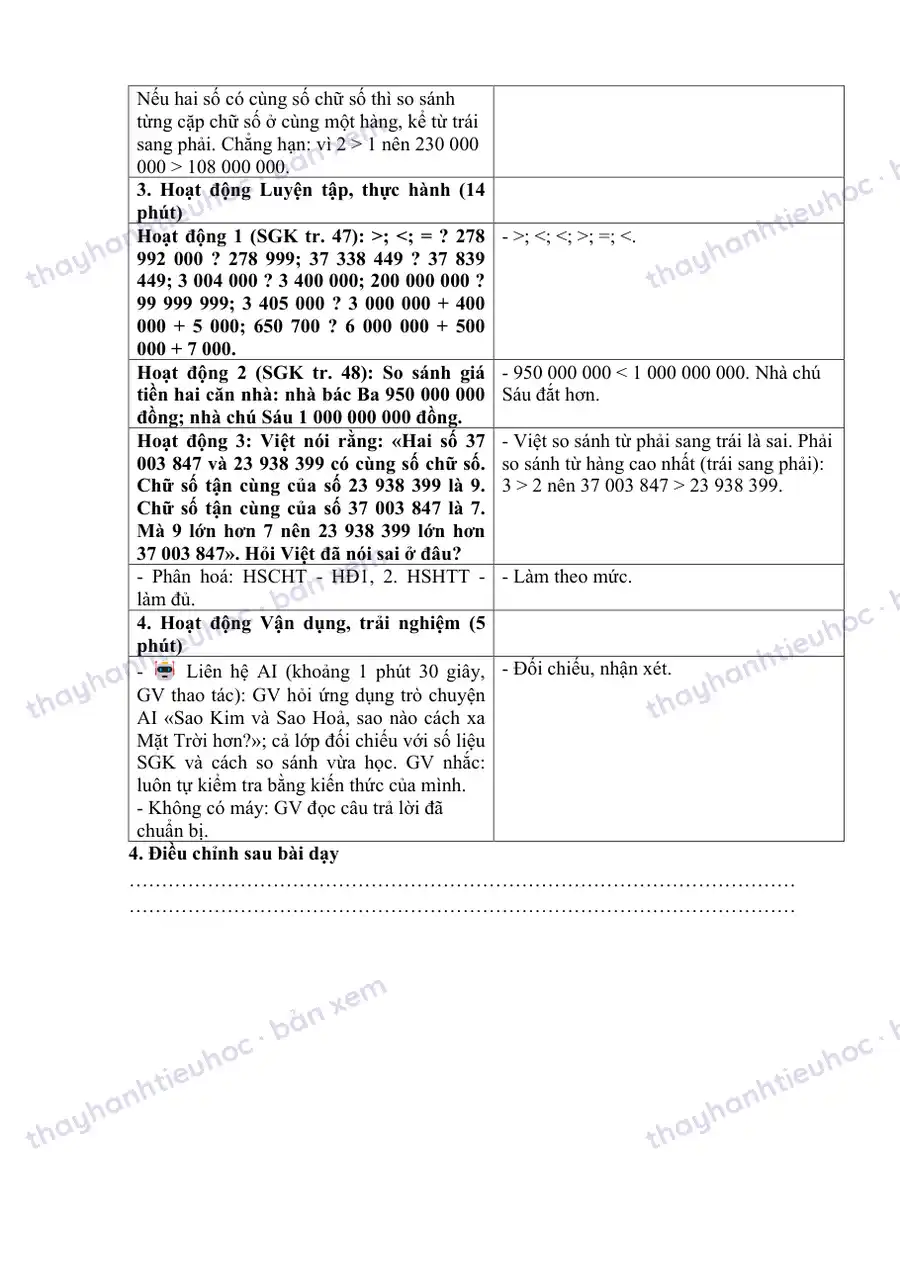 Nếu hai số có cùng số chữ số thì so sánh
từng cặp chữ số ở cùng một hàng, kể từ trái
sang phải. Chẳng hạn: vì 2 > 1 nên 230 000
000 > 108 000 000.
3. Hoạt động Luyện tập, thực hành (14
phút)
Hoạt động 1 (SGK tr. 47): >; <; = ? 278
992 000 ? 278 999; 37 338 449 ? 37 839
449; 3 004 000 ? 3 400 000; 200 000 000 ?
99 999 999; 3 405 000 ? 3 000 000 + 400
000 + 5 000; 650 700 ? 6 000 000 + 500
000 + 7 000.
- >; <; <; >; =; <.
Hoạt động 2 (SGK tr. 48): So sánh giá
tiền hai căn nhà: nhà bác Ba 950 000 000
đồng; nhà chú Sáu 1 000 000 000 đồng.
- 950 000 000 < 1 000 000 000. Nhà chú
Sáu đắt hơn.
Hoạt động 3: Việt nói rằng: «Hai số 37
003 847 và 23 938 399 có cùng số chữ số.
Chữ số tận cùng của số 23 938 399 là 9.
Chữ số tận cùng của số 37 003 847 là 7.
Mà 9 lớn hơn 7 nên 23 938 399 lớn hơn
37 003 847». Hỏi Việt đã nói sai ở đâu?
- Việt so sánh từ phải sang trái là sai. Phải
so sánh từ hàng cao nhất (trái sang phải):
3 > 2 nên 37 003 847 > 23 938 399.
- Phân hoá: HSCHT - HĐ1, 2. HSHTT -
làm đủ.
- Làm theo mức.
4. Hoạt động Vận dụng, trải nghiệm (5
phút)
- Liên hệ AI (khoảng 1 phút 30 giây,
GV thao tác): GV hỏi ứng dụng trò chuyện
AI «Sao Kim và Sao Hoả, sao nào cách xa
Mặt Trời hơn?»; cả lớp đối chiếu với số liệu
SGK và cách so sánh vừa học. GV nhắc:
luôn tự kiểm tra bằng kiến thức của mình.
- Không có máy: GV đọc câu trả lời đã
chuẩn bị.
- Đối chiếu, nhận xét.
4. Điều chỉnh sau bài dạy
……………………………………………………………………………………………
……………………………………………………………………………………………
thayhanhtieuhoc · bản xem
thayhanhtieuhoc · b
thayhanhtieuhoc · bản xem
thayhanhtieuhoc · b
thayhanhtieuhoc · bản xem
thayhanhtieuhoc · b